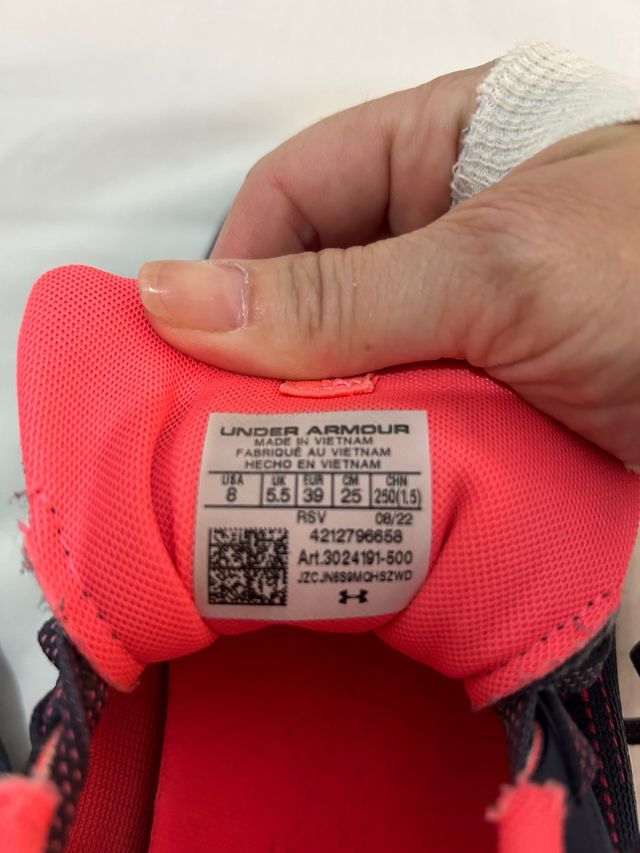 UNDER ARMOUR
MADE IN VIETNAM
FABRIQUÉ AU VIETNAM
HECHO EN VIETNAM
USA UK EUR CM CHN
8 5.5 39 25 250(1.5)
RSV 08/22
4212796658
Art.3024191-500
JZCJN6S9MQHSZWD